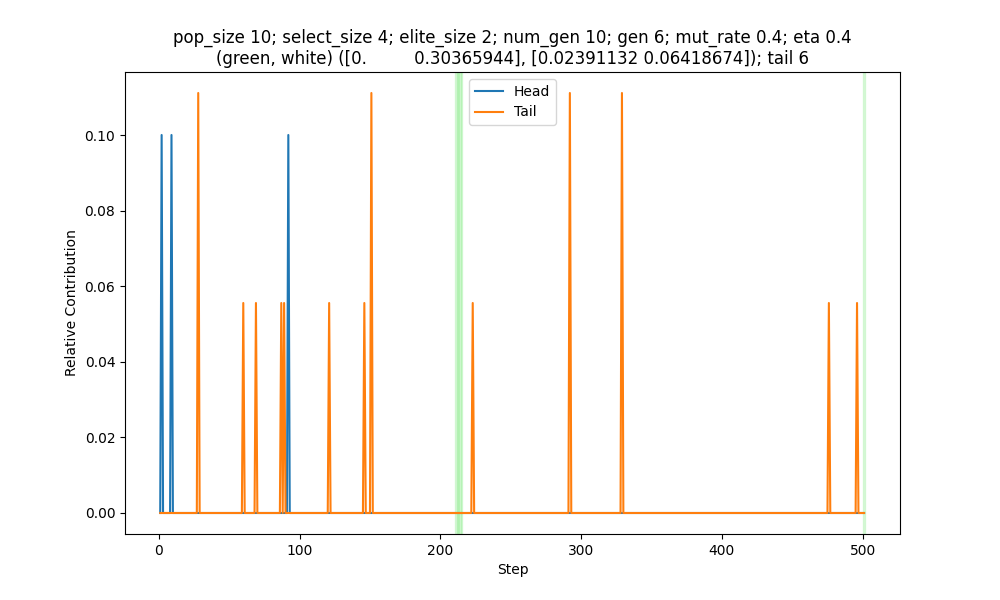 pop_size 10; select_size 4; elite_size 2; num_gen 10; gen 6; mut_rate 0.4; eta 0.4
(green, white) ([0.         0.30365944], [0.02391132 0.06418674]); tail 6
Head
Tail
Relative Contribution
0.10
0.08
0.06
0.04
0.02
0.00
0 100 200 300 400 500
Step